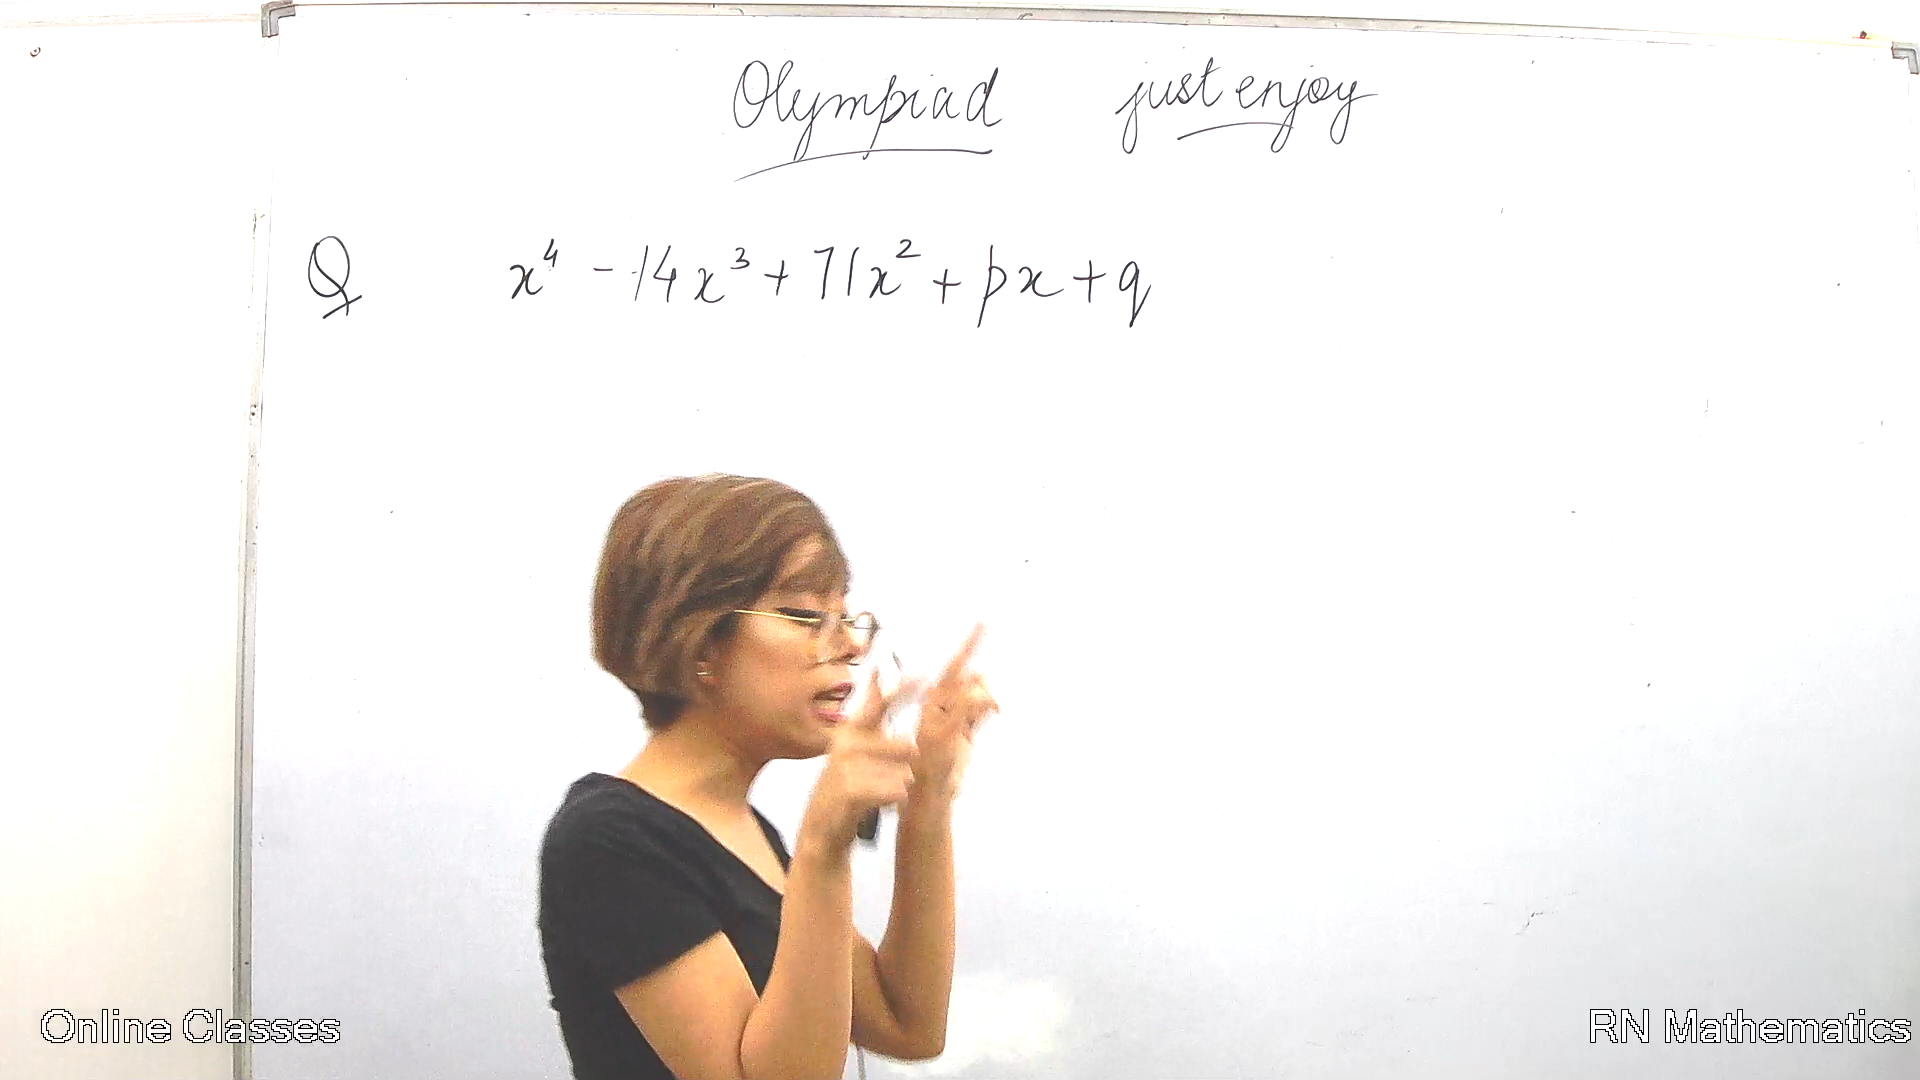 Olympiad just enjoy
Q x⁴ - 14x³ + 71x² + px + q
Online Classes
RN Mathematics